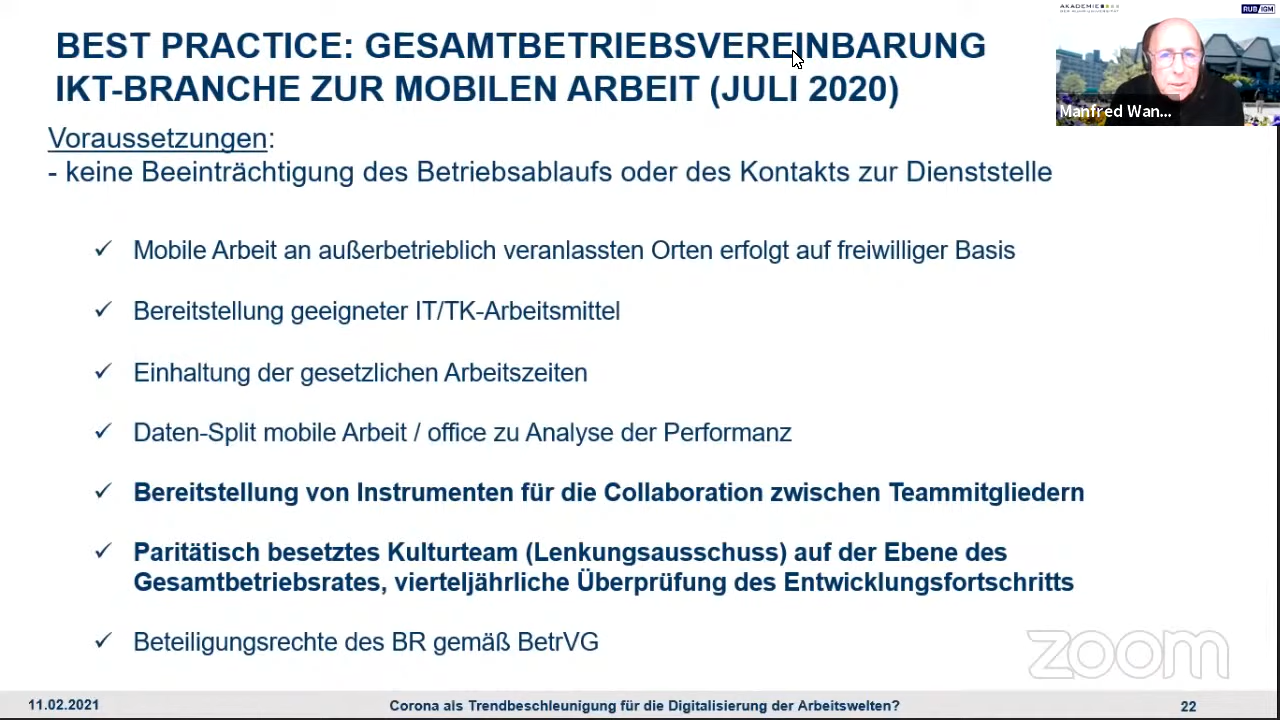 AKADEMIE
RUB/IGM
BEST PRACTICE: GESAMTBETRIEBSVEREINBARUNG
IKT-BRANCHE ZUR MOBILEN ARBEIT (JULI 2020)
Manfred Wan...
Voraussetzungen:
- keine Beeinträchtigung des Betriebsablaufs oder des Kontakts zur Dienststelle
✓ Mobile Arbeit an außerbetrieblich veranlassten Orten erfolgt auf freiwilliger Basis
✓ Bereitstellung geeigneter IT/TK-Arbeitsmittel
✓ Einhaltung der gesetzlichen Arbeitszeiten
✓ Daten-Split mobile Arbeit / office zu Analyse der Performanz
✓ Bereitstellung von Instrumenten für die Collaboration zwischen Teammitgliedern
✓ Paritätisch besetztes Kulturteam (Lenkungsausschuss) auf der Ebene des
Gesamtbetriebsrates, vierteljährliche Überprüfung des Entwicklungsfortschritts
✓ Beteiligungsrechte des BR gemäß BetrVG
zoom
11.02.2021
Corona als Trendbeschleunigung für die Digitalisierung der Arbeitswelten?
22